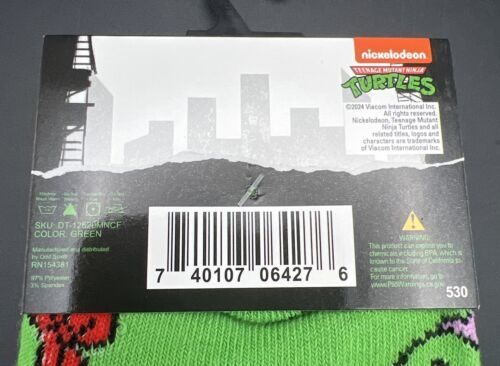 nickelodeon
TEENAGE MUTANT NINJA
TURTLES
©2024 Viacom International Inc.
All rights reserved.
Nickelodeon, Teenage Mutant
Ninja Turtles and all
related titles, logos and
characters are trademarks
of Viacom International Inc.
SKU: DT-12620MNCF
COLOR: GREEN
Manufactured and distributed
by Odd Sox®
RN154381
97% Polyester
3% Spandex
7 40107 06427 6
WARNING:
This product can expose you to
chemicals including BPA, which is
known to the State of California to
cause cancer.
For more information, go to
www.P65Warnings.ca.gov
530